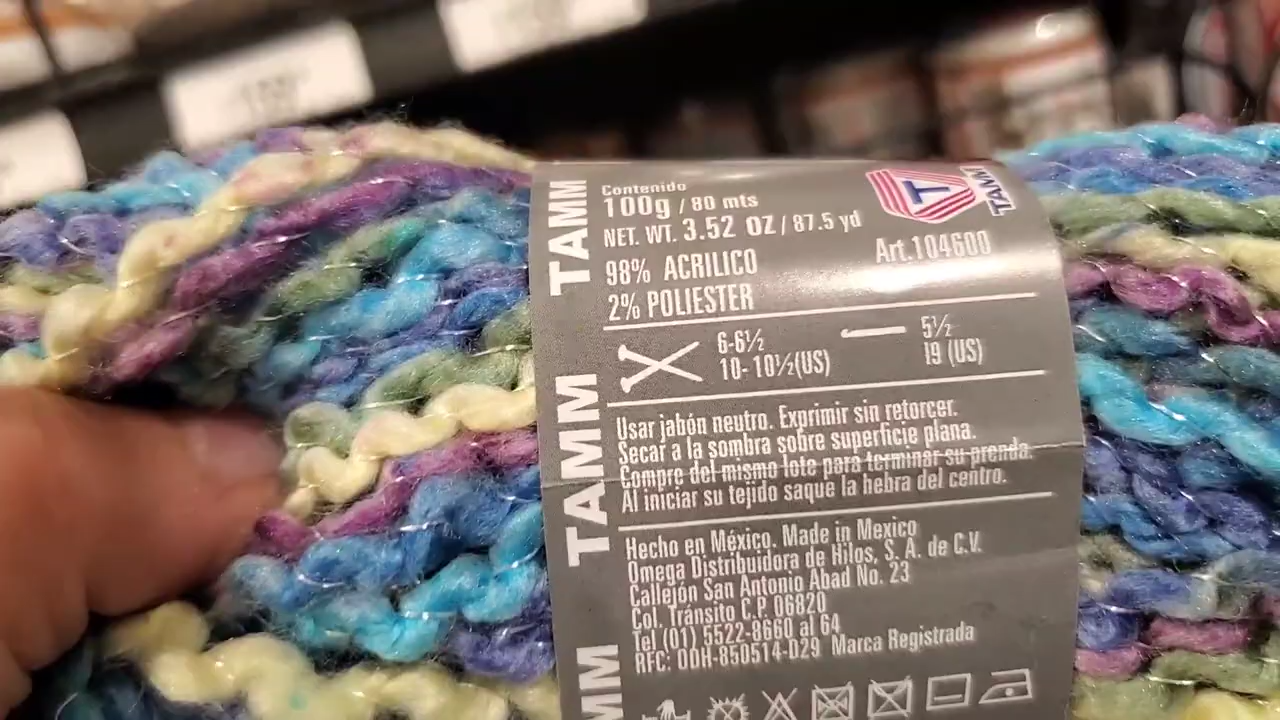 TAMM
TAMM
MM
Contenido
100g / 80 mts
NET. WT. 3.52 OZ / 87.5 yd
98% ACRILICO
2% POLIESTER
T
TAMM
Art.104600
6-6½
10- 10½(US)
5½
19 (US)
Usar jabón neutro. Exprimir sin retorcer.
Secar a la sombra sobre superficie plana.
Compre del mismo lote para terminar su prenda.
Al iniciar su tejido saque la hebra del centro.
Hecho en México. Made in Mexico
Omega Distribuidora de Hilos, S. A. de C.V.
Callejón San Antonio Abad No. 23
Col. Tránsito C.P. 06820
Tel (01) 5522-8660 al 64
RFC: ODH-850514-D29 Marca Registrada